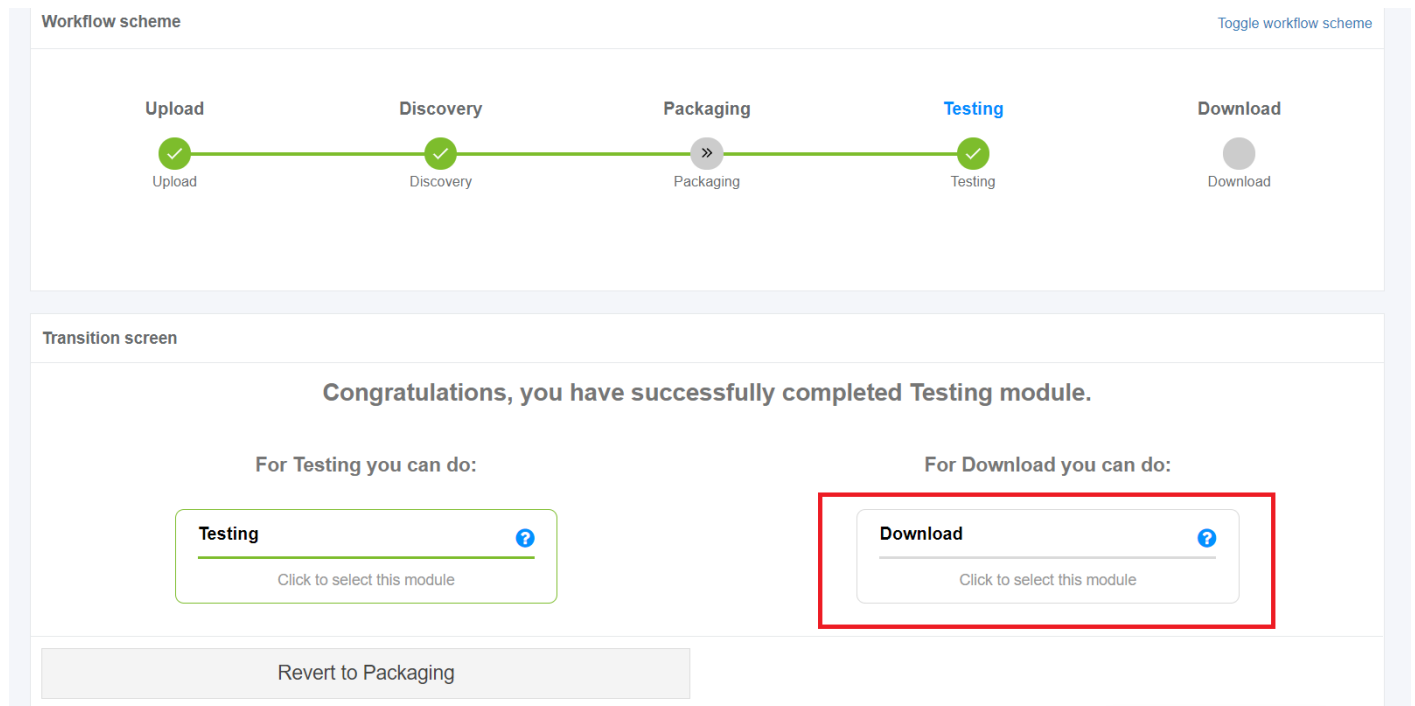 Workflow scheme
Toggle workflow scheme
Upload
Discovery
Packaging
Testing
Download
Upload
Discovery
Packaging
Testing
Download
Transition screen
Congratulations, you have successfully completed Testing module.
For Testing you can do:
For Download you can do:
Testing
Click to select this module
Download
Click to select this module
Revert to Packaging